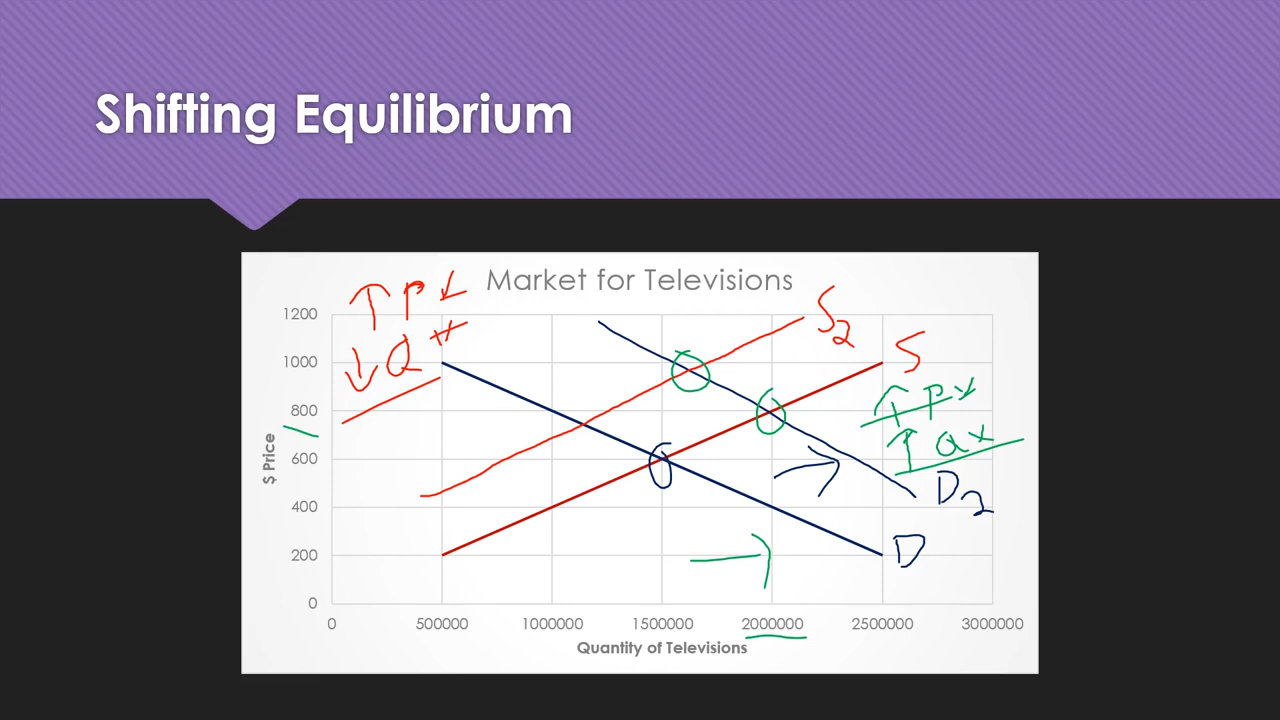 Shifting Equilibrium
Market for Televisions
↑ P ↓
↓ Q
S2
S
1200
1000
800
600
400
200
0
$ Price
↑ P ↓
↑ Q x
D2
D
0 500000 1000000 1500000 2000000 2500000 3000000
Quantity of Televisions